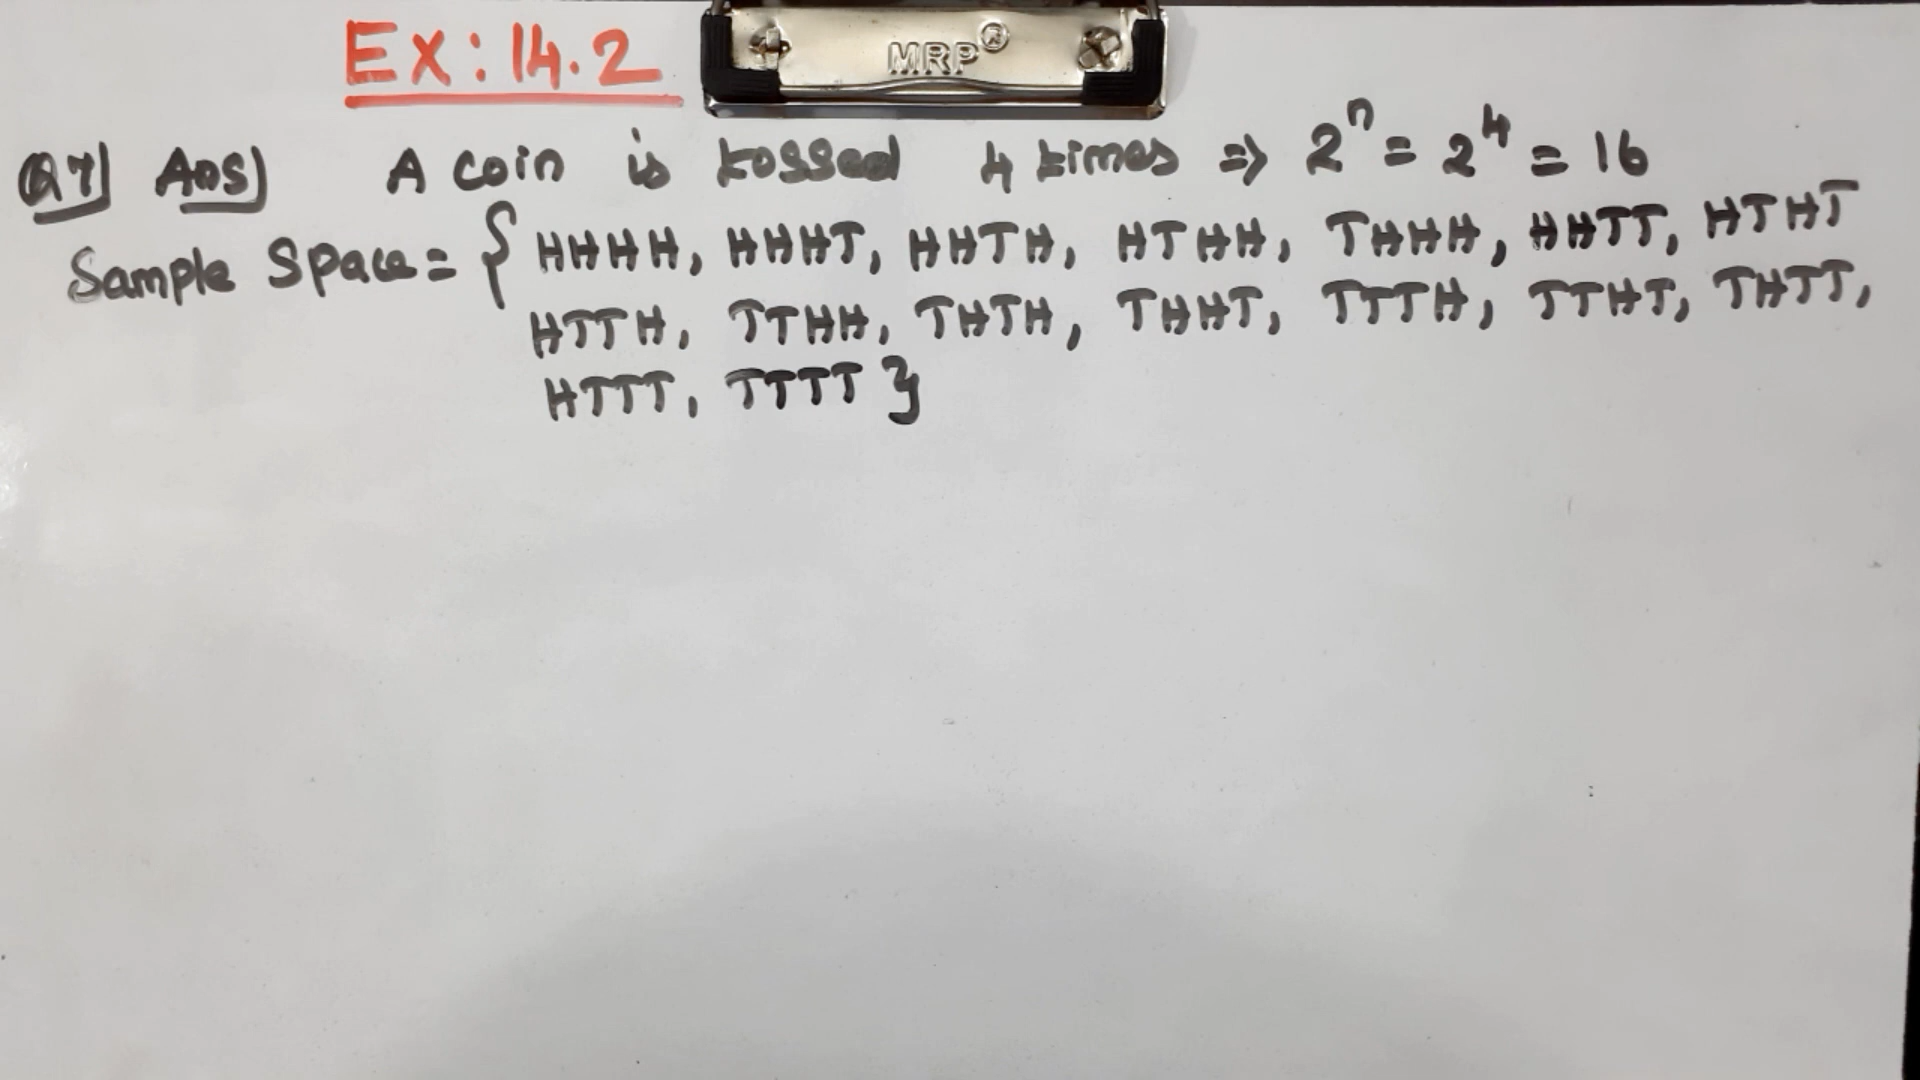 MRP®
Ex: 14.2
Q7) Ans) A coin is tossed 4 times => 2ⁿ = 2⁴ = 16
Sample Space = { HHHH, HHHT, HHTH, HTHH, THHH, HHTT, HTHT
HTTH, TTHH, THTH, THHT, TTTH, TTHT, THTT,
HTTT, TTTT }